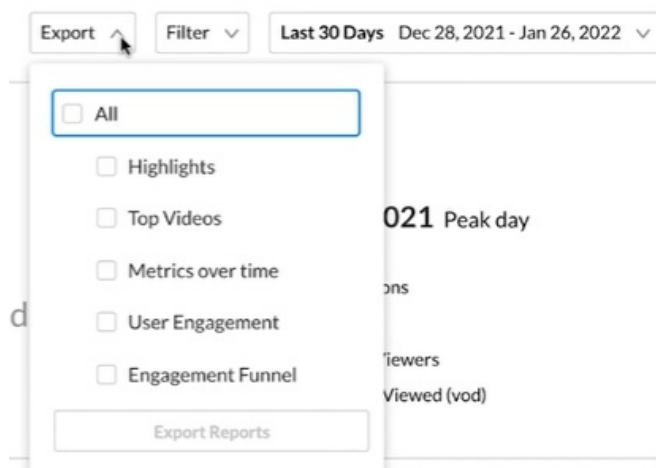 Export Filter Last 30 Days Dec 28, 2021 - Jan 26, 2022
All
Highlights
Top Videos
021 Peak day
Metrics over time
ons
d
User Engagement
iewers
Engagement Funnel
Viewed (vod)
Export Reports